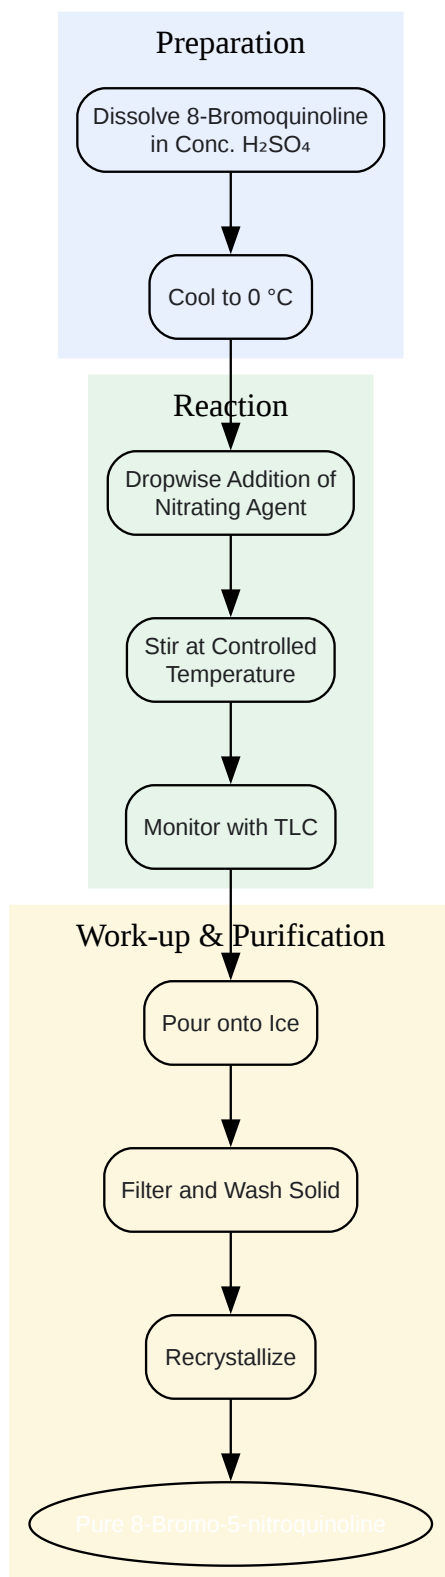 Preparation
Dissolve 8-Bromoquinoline
in Conc. H₂SO₄
Cool to 0 °C
Reaction
Dropwise Addition of
Nitrating Agent
Stir at Controlled
Temperature
Monitor with TLC
Work-up & Purification
Pour onto Ice
Filter and Wash Solid
Recrystallize
Pure 8-Bromo-5-nitroquinoline